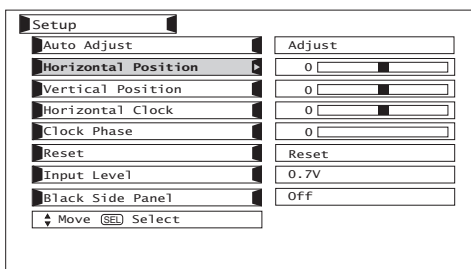 Setup
Auto Adjust Adjust
Horizontal Position 0
Vertical Position 0
Horizontal Clock 0
Clock Phase 0
Reset Reset
Input Level 0.7V
Black Side Panel Off
Move SEL Select